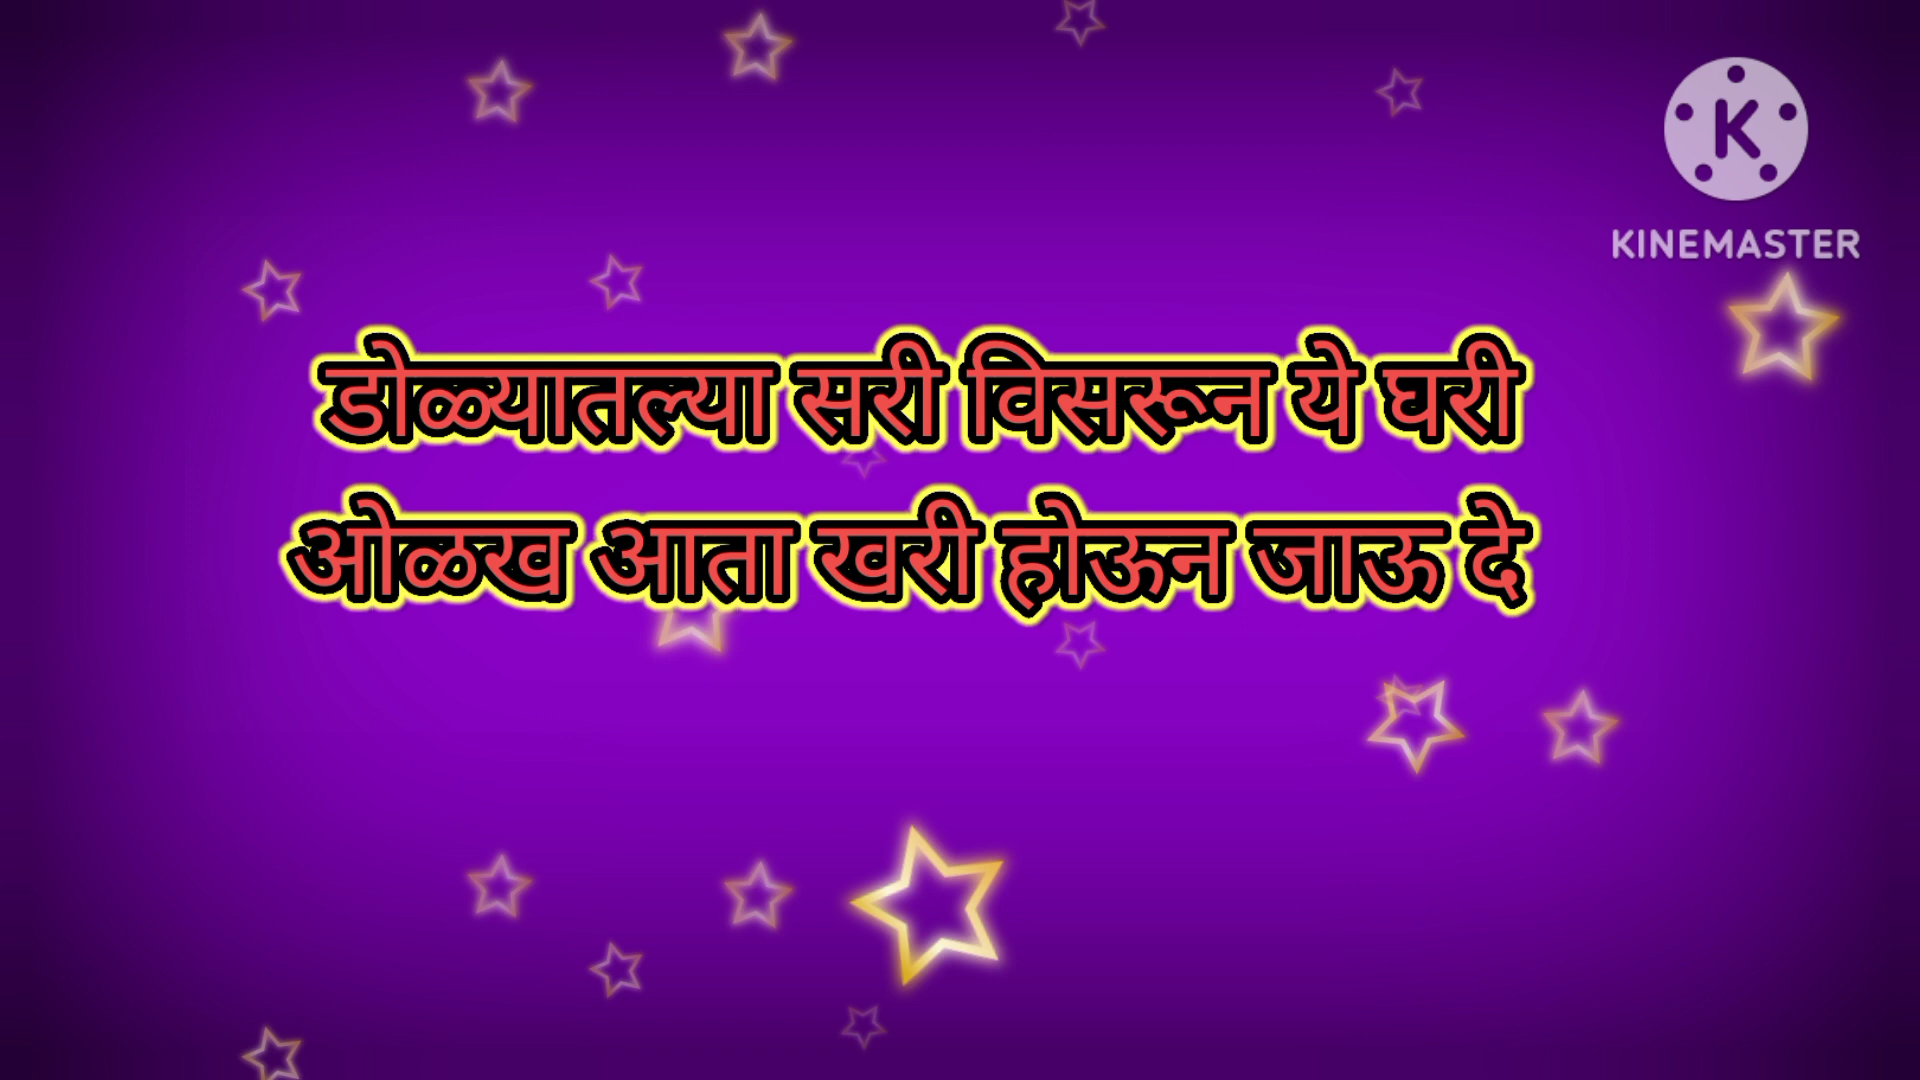 K
KINEMASTER
डोळ्यातल्या सरी विसरून ये घरी
ओळख आता खरी होऊन जाऊ दे